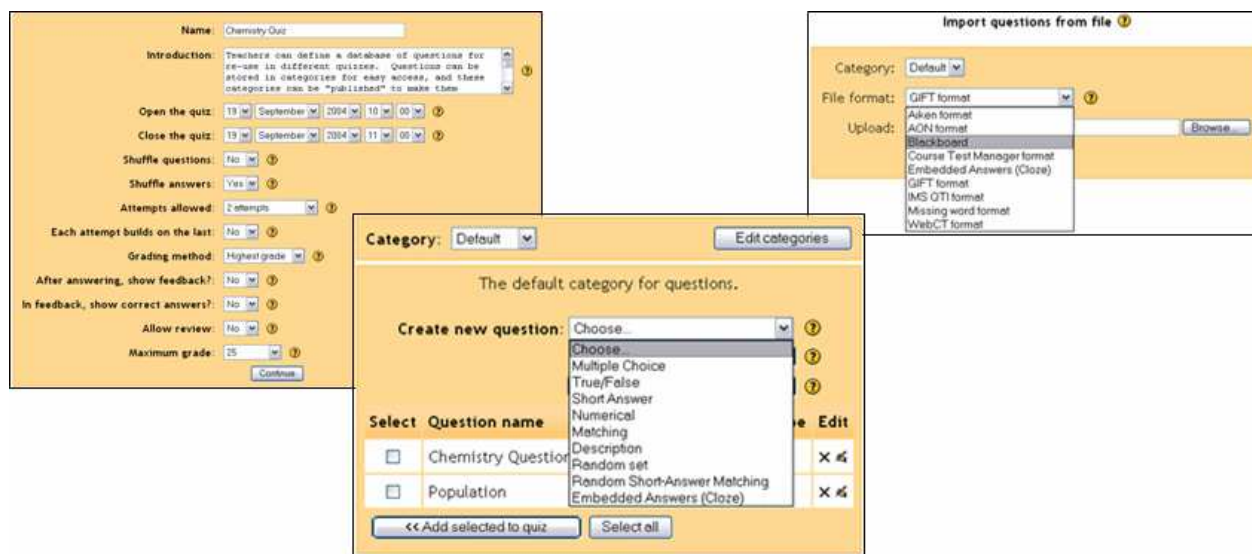 Name: Chemistry Quiz
Introduction: Teachers can define a database of questions for
re-use in different quizzes. Questions can be
stored in categories for easy access, and these
categories can be "published" to make them
Open the quiz: 19 September 2004 10 00
Close the quiz: 19 September 2004 11 00
Shuffle questions: No
Shuffle answers: Yes
Attempts allowed: 2 attempts
Each attempt builds on the last: No
Grading method: Highest grade
After answering, show feedback?: No
In feedback, show correct answers?: No
Allow review: No
Maximum grade: 25
Continue
Category: Default Edit categories
The default category for questions.
Create new question: Choose...
Choose...
Multiple Choice
True/False
Short Answer
Numerical
Matching
Description
Random set
Random Short-Answer Matching
Embedded Answers (Cloze)
Select Question name Edit
Chemistry Question
Population
<< Add selected to quiz Select all
Import questions from file
Category: Default
File format: GIFT format
Upload: Browse...
Aiken format
AON format
Blackboard
Course Test Manager format
Embedded Answers (Cloze)
GIFT format
IMS QTI format
Missing word format
WebCT format